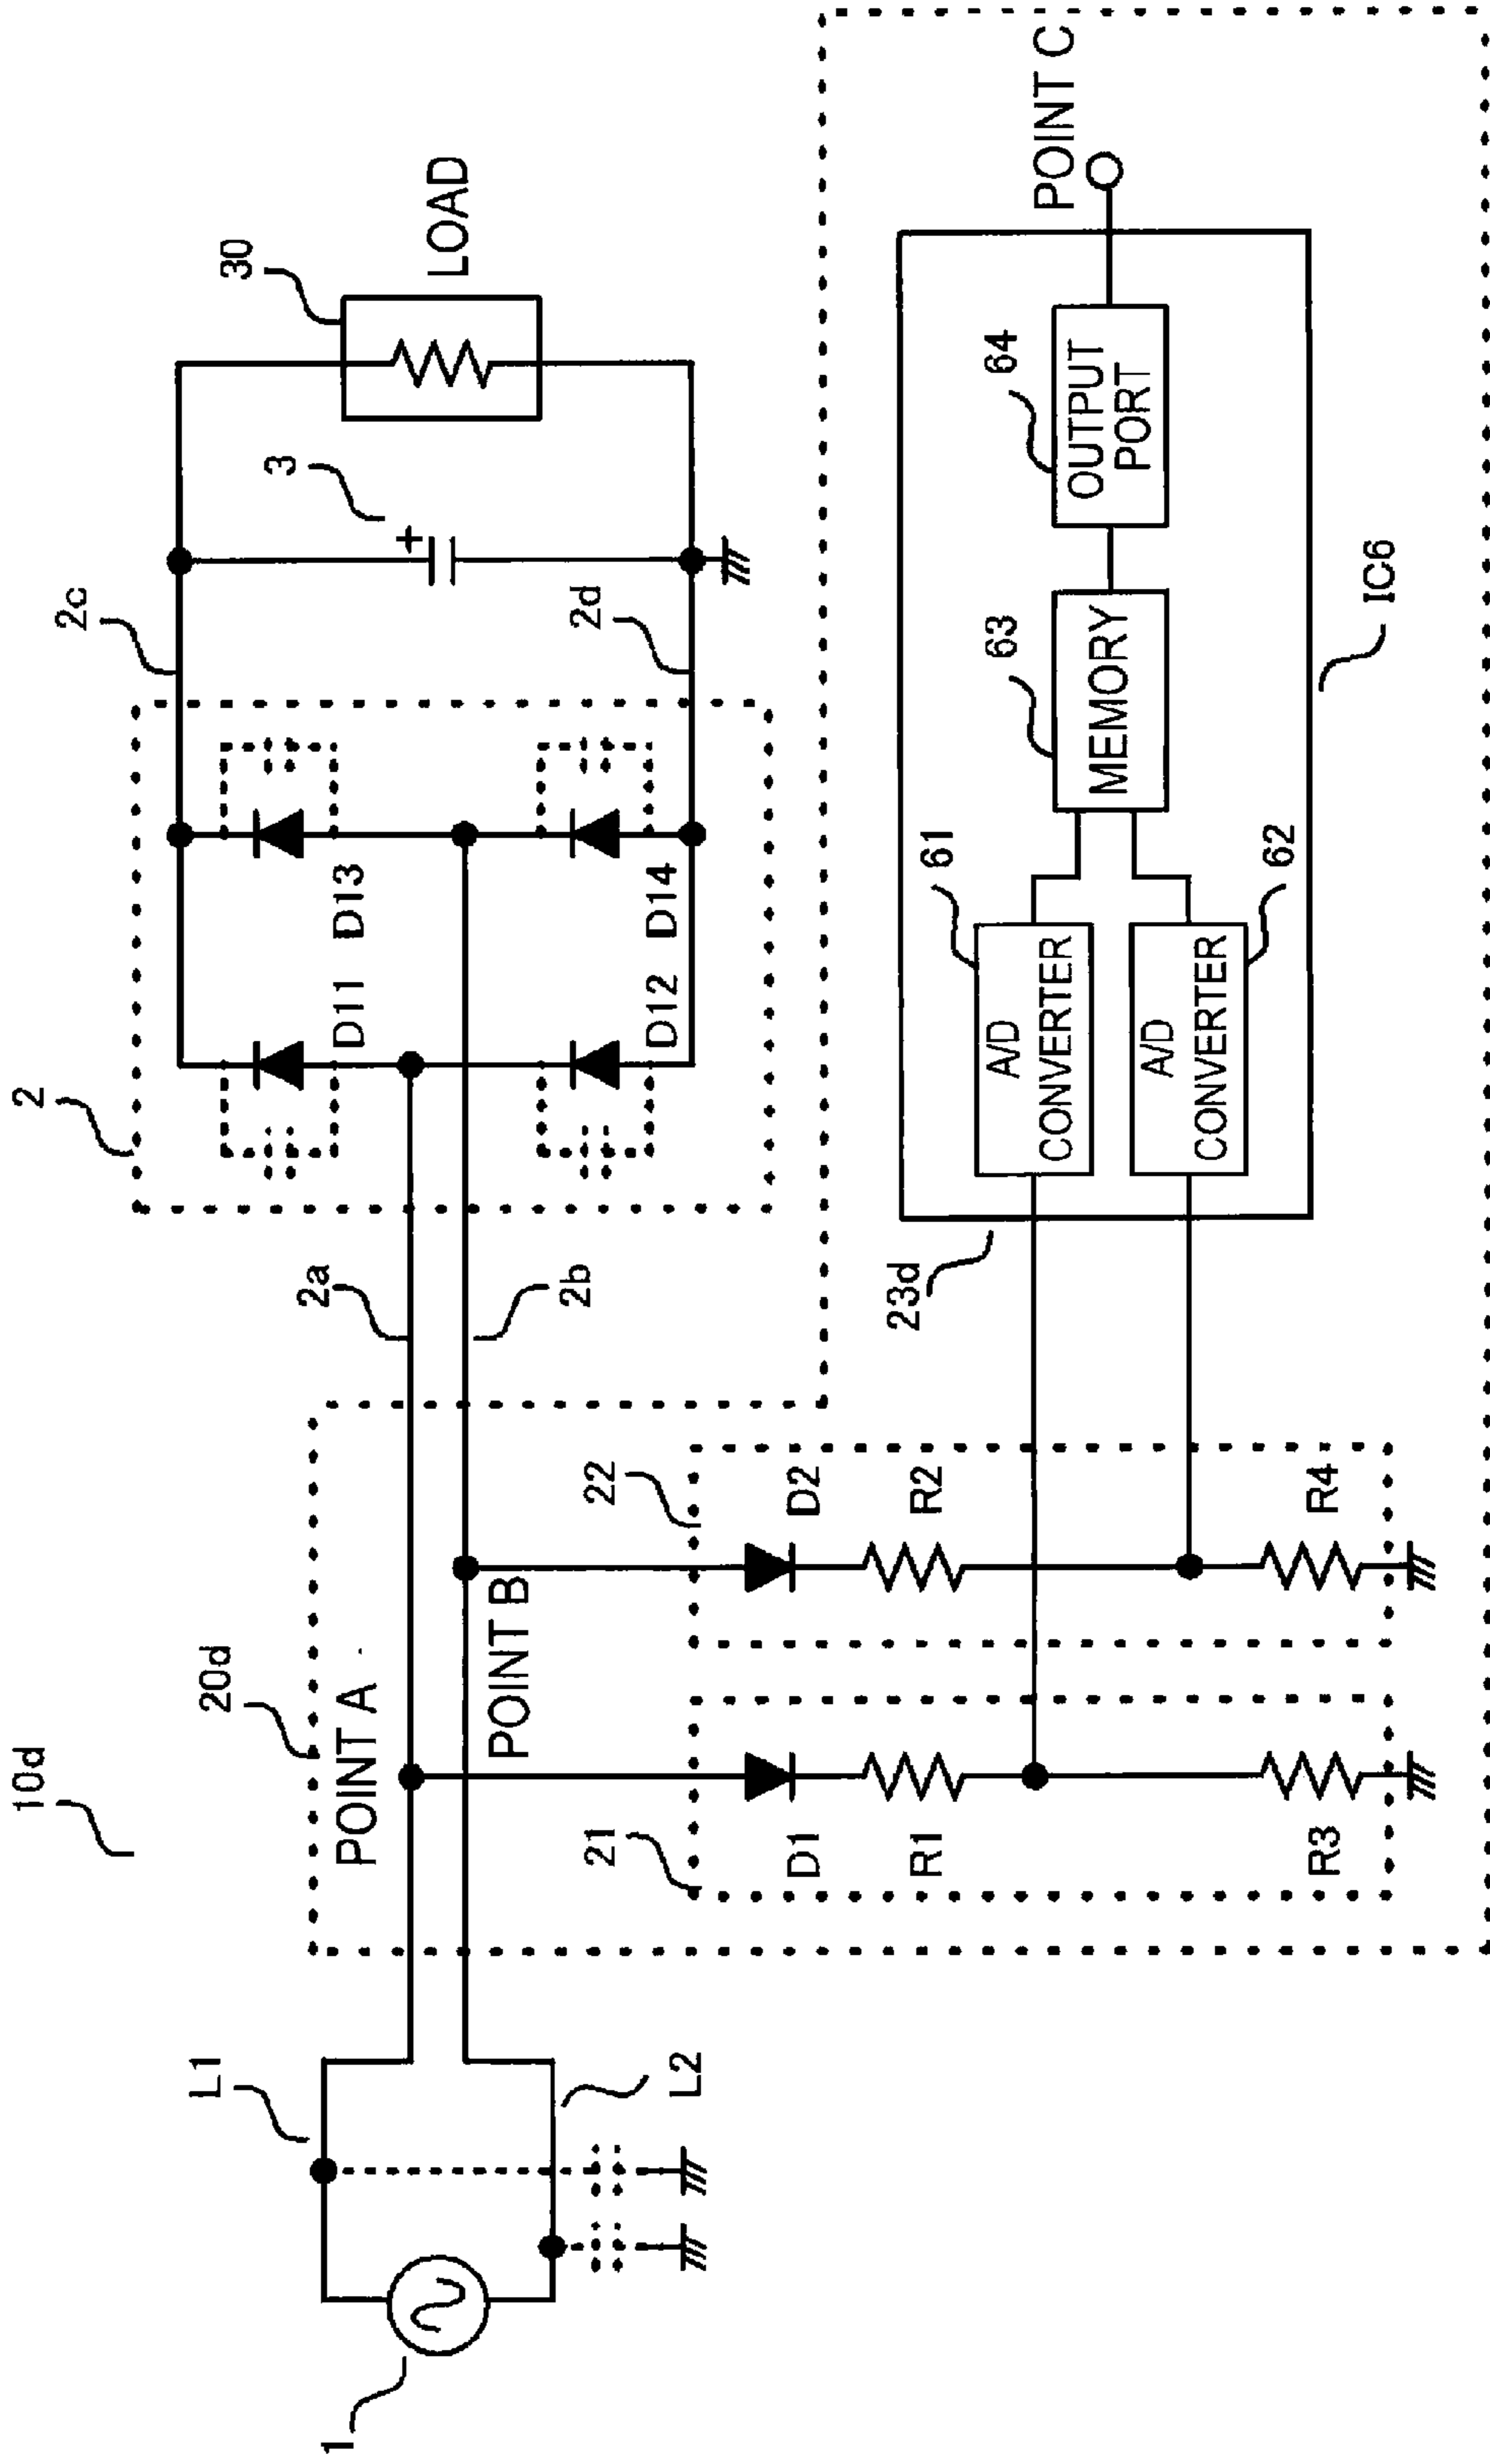 10d
1
L1
L2
20d
POINT A
POINT B
2a
2b
2
D11
D13
D12
D14
2c
2d
3
+
30
LOAD
21
D1
R1
R3
22
D2
R2
R4
23d
61
A/D
CONVERTER
A/D
CONVERTER
62
63
MEMORY
64
OUTPUT
PORT
POINT C
IC6